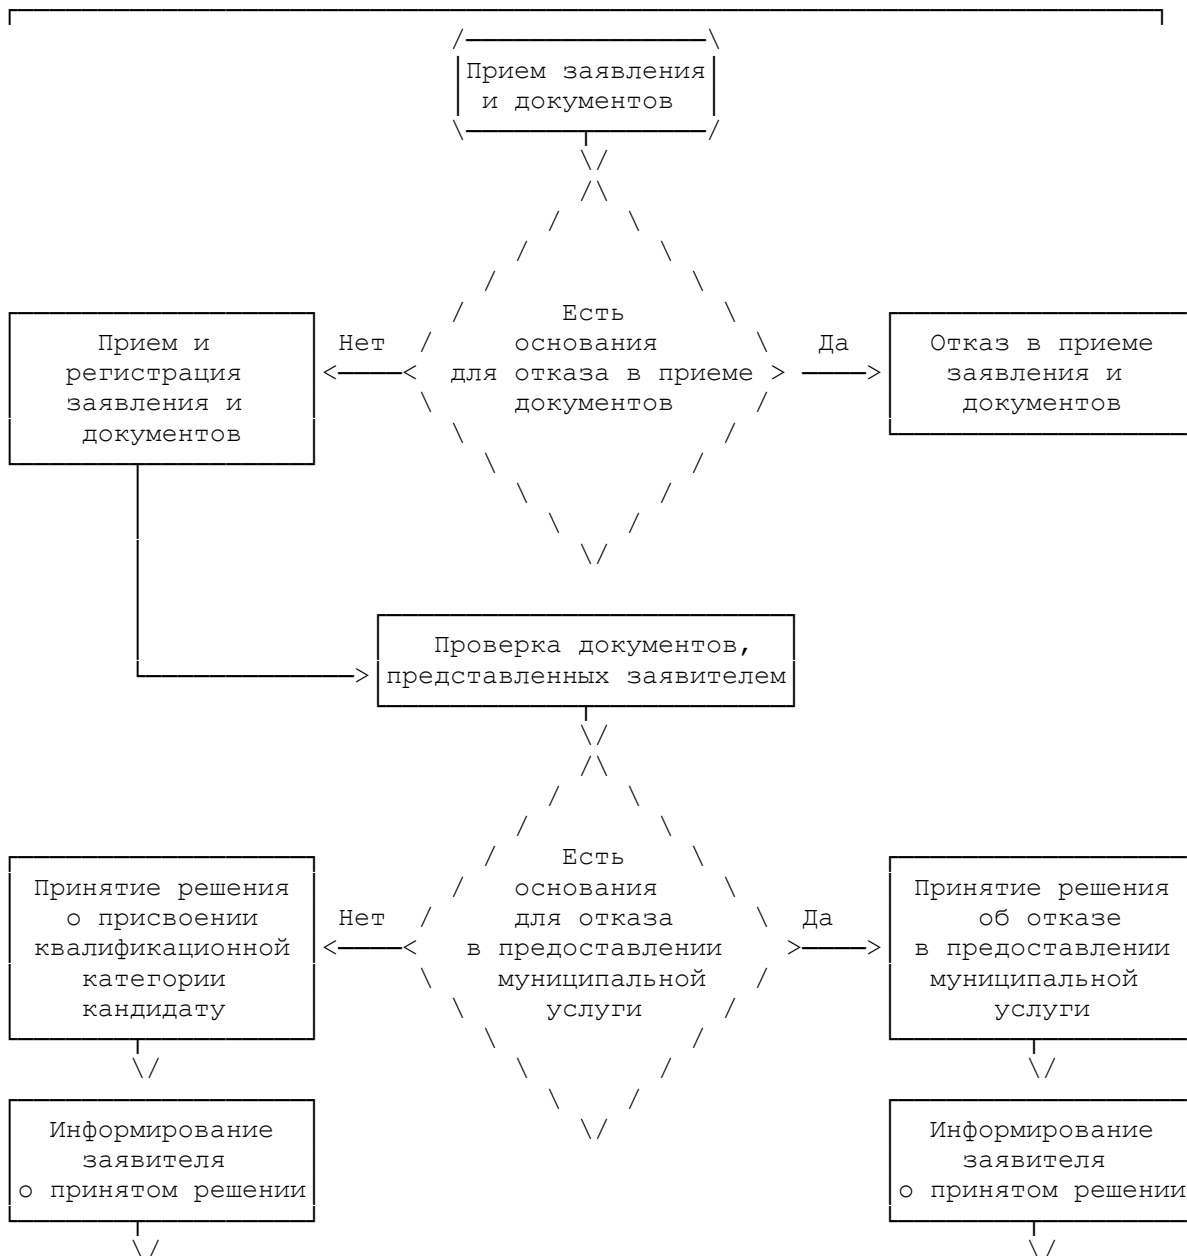 Прием заявления
и документов
Есть
основания
для отказа в приеме
документов
Нет
Да
Прием и
регистрация
заявления и
документов
Отказ в приеме
заявления и
документов
Проверка документов,
представленных заявителем
Есть
основания
для отказа
в предоставлении
муниципальной
услуги
Нет
Да
Принятие решения
о присвоении
квалификационной
категории
кандидату
Принятие решения
об отказе
в предоставлении
муниципальной
услуги
Информирование
заявителя
о принятом решении
Информирование
заявителя
о принятом решении